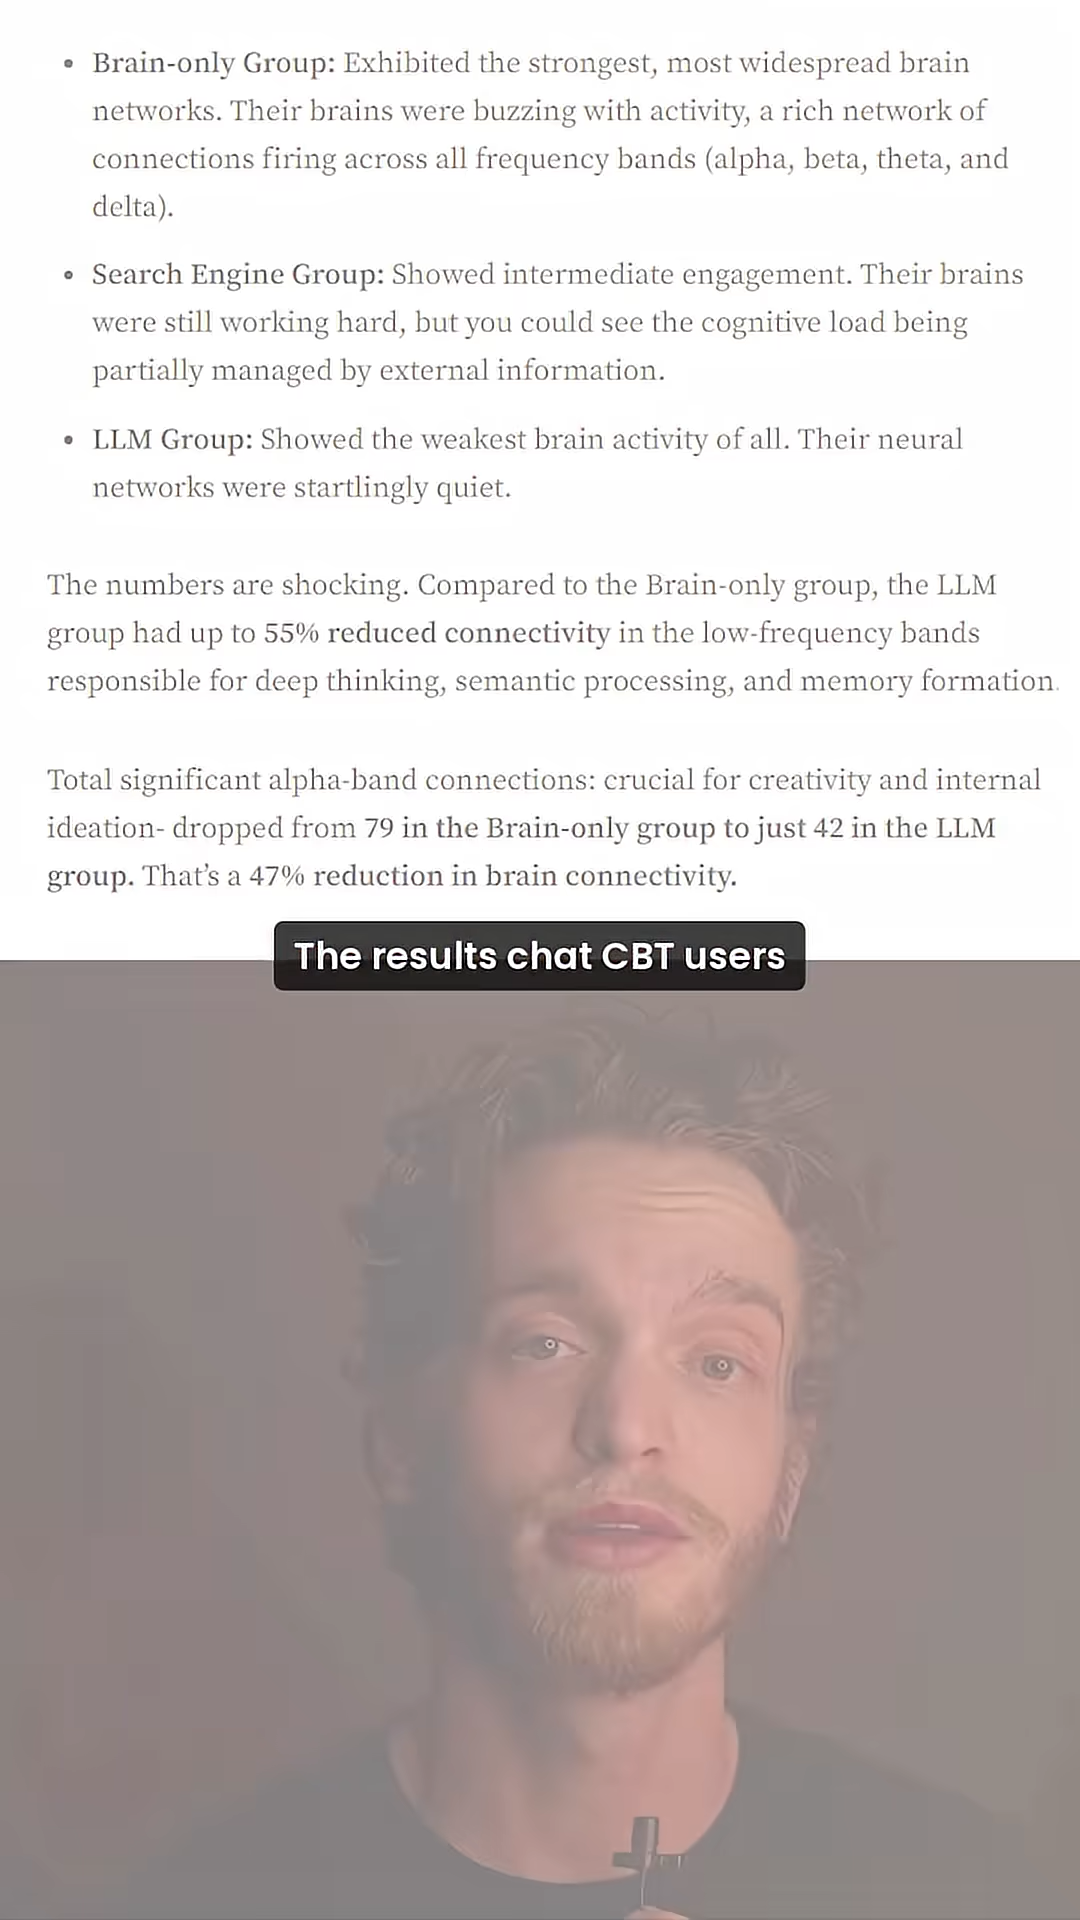 • Brain-only Group: Exhibited the strongest, most widespread brain
networks. Their brains were buzzing with activity, a rich network of
connections firing across all frequency bands (alpha, beta, theta, and
delta).
• Search Engine Group: Showed intermediate engagement. Their brains
were still working hard, but you could see the cognitive load being
partially managed by external information.
• LLM Group: Showed the weakest brain activity of all. Their neural
networks were startlingly quiet.
The numbers are shocking. Compared to the Brain-only group, the LLM
group had up to 55% reduced connectivity in the low-frequency bands
responsible for deep thinking, semantic processing, and memory formation.
Total significant alpha-band connections: crucial for creativity and internal
ideation- dropped from 79 in the Brain-only group to just 42 in the LLM
group. That's a 47% reduction in brain connectivity.
The results chat CBT users